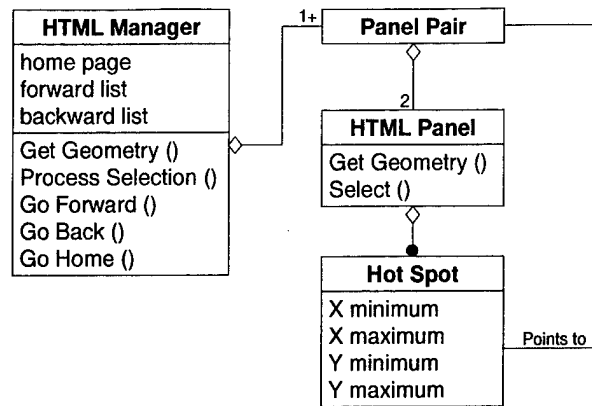 HTML Manager
home page
forward list
backward list
Get Geometry ()
Process Selection ()
Go Forward ()
Go Back ()
Go Home ()
1+
Panel Pair
2
HTML Panel
Get Geometry ()
Select ()
Hot Spot
X minimum
X maximum
Y minimum
Y maximum
Points to